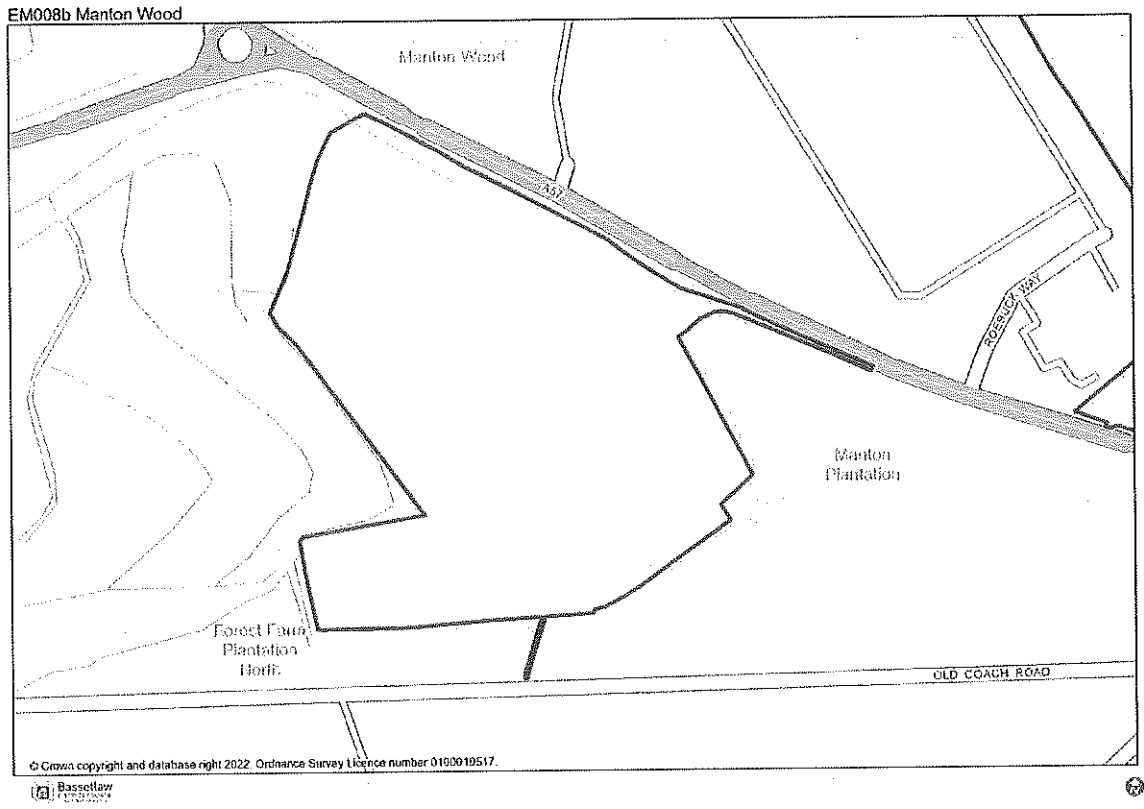 EM008b Manton Wood
Manton Wood
A57
ROEBUCK WAY
Manton
Plantation
Forest Farm
Plantation
North
OLD COACH ROAD
© Crown copyright and database right 2022. Ordnance Survey Licence number 0100019517.
Bassetlaw